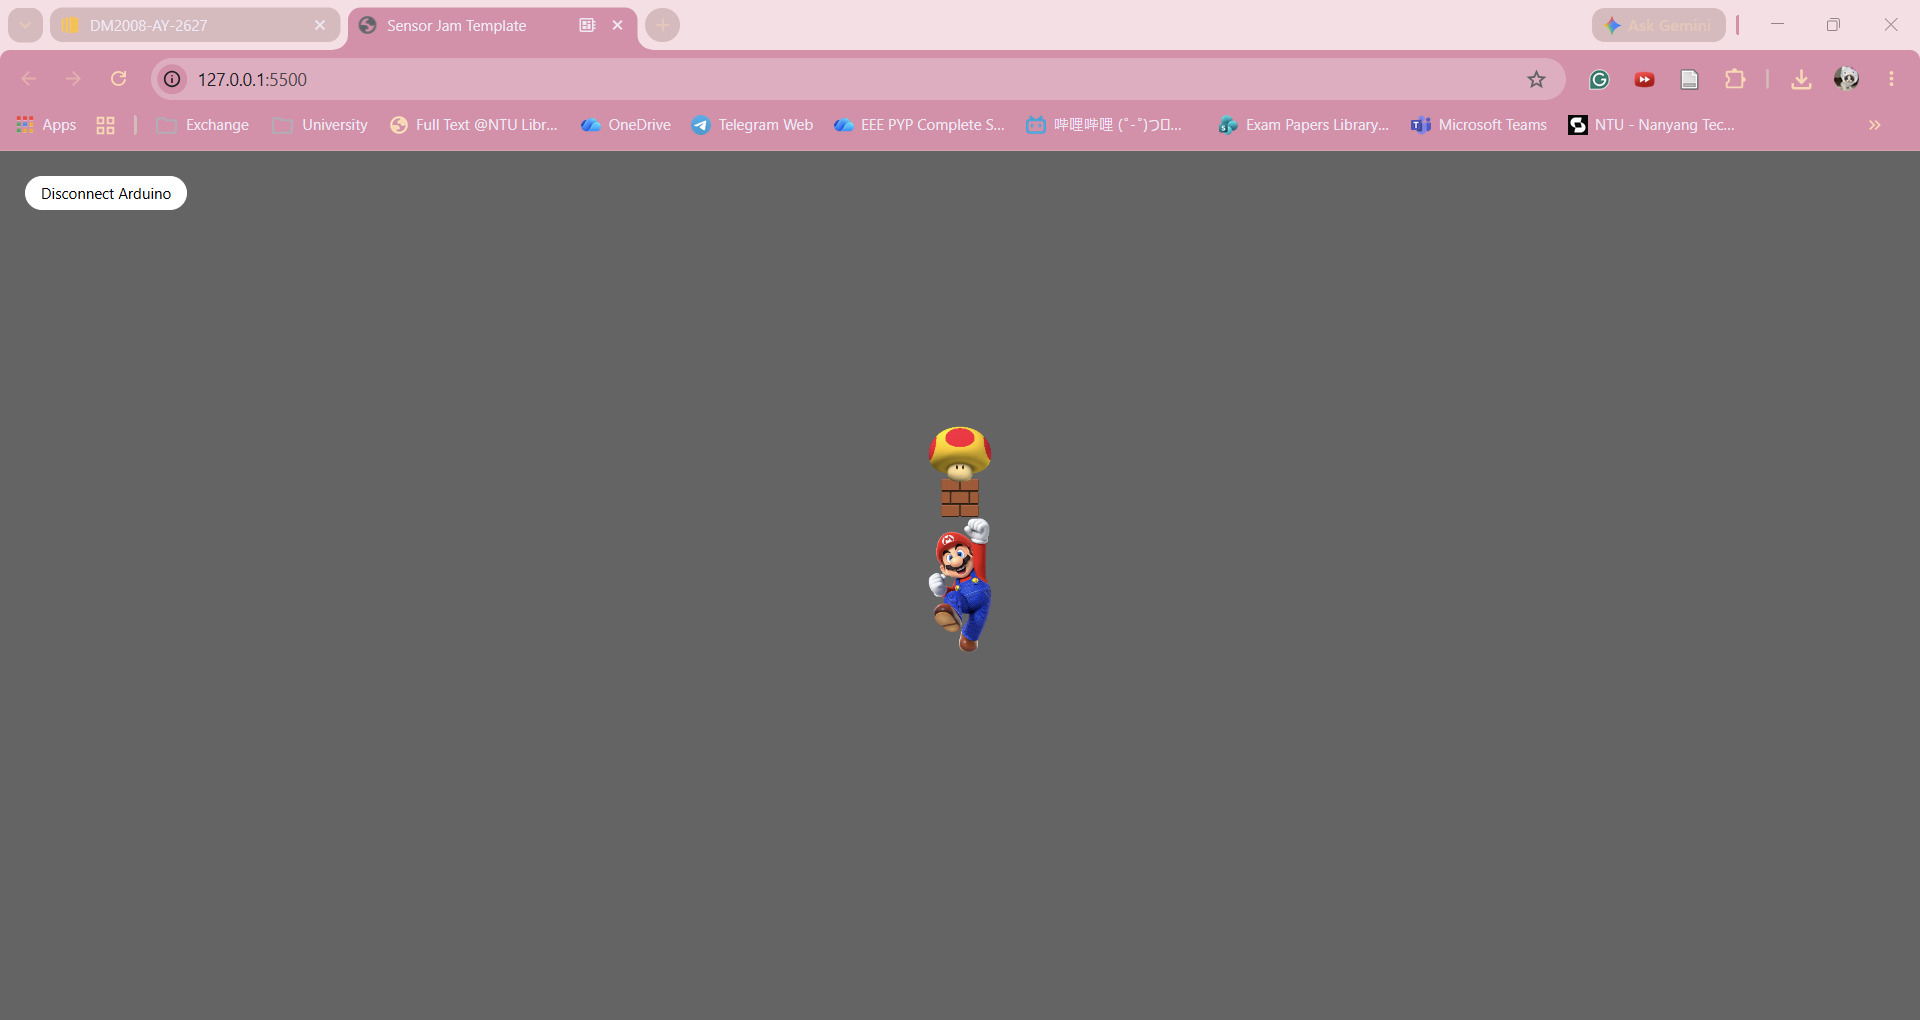 DM2008-AY-2627
Sensor Jam Template
Ask Gemini
127.0.0.1:5500
Apps
Exchange
University
Full Text @NTU Libr...
OneDrive
Telegram Web
EEE PYP Complete S...
哔哩哔哩 (゜-゜)つロ...
Exam Papers Library...
Microsoft Teams
NTU - Nanyang Tec...
Disconnect Arduino